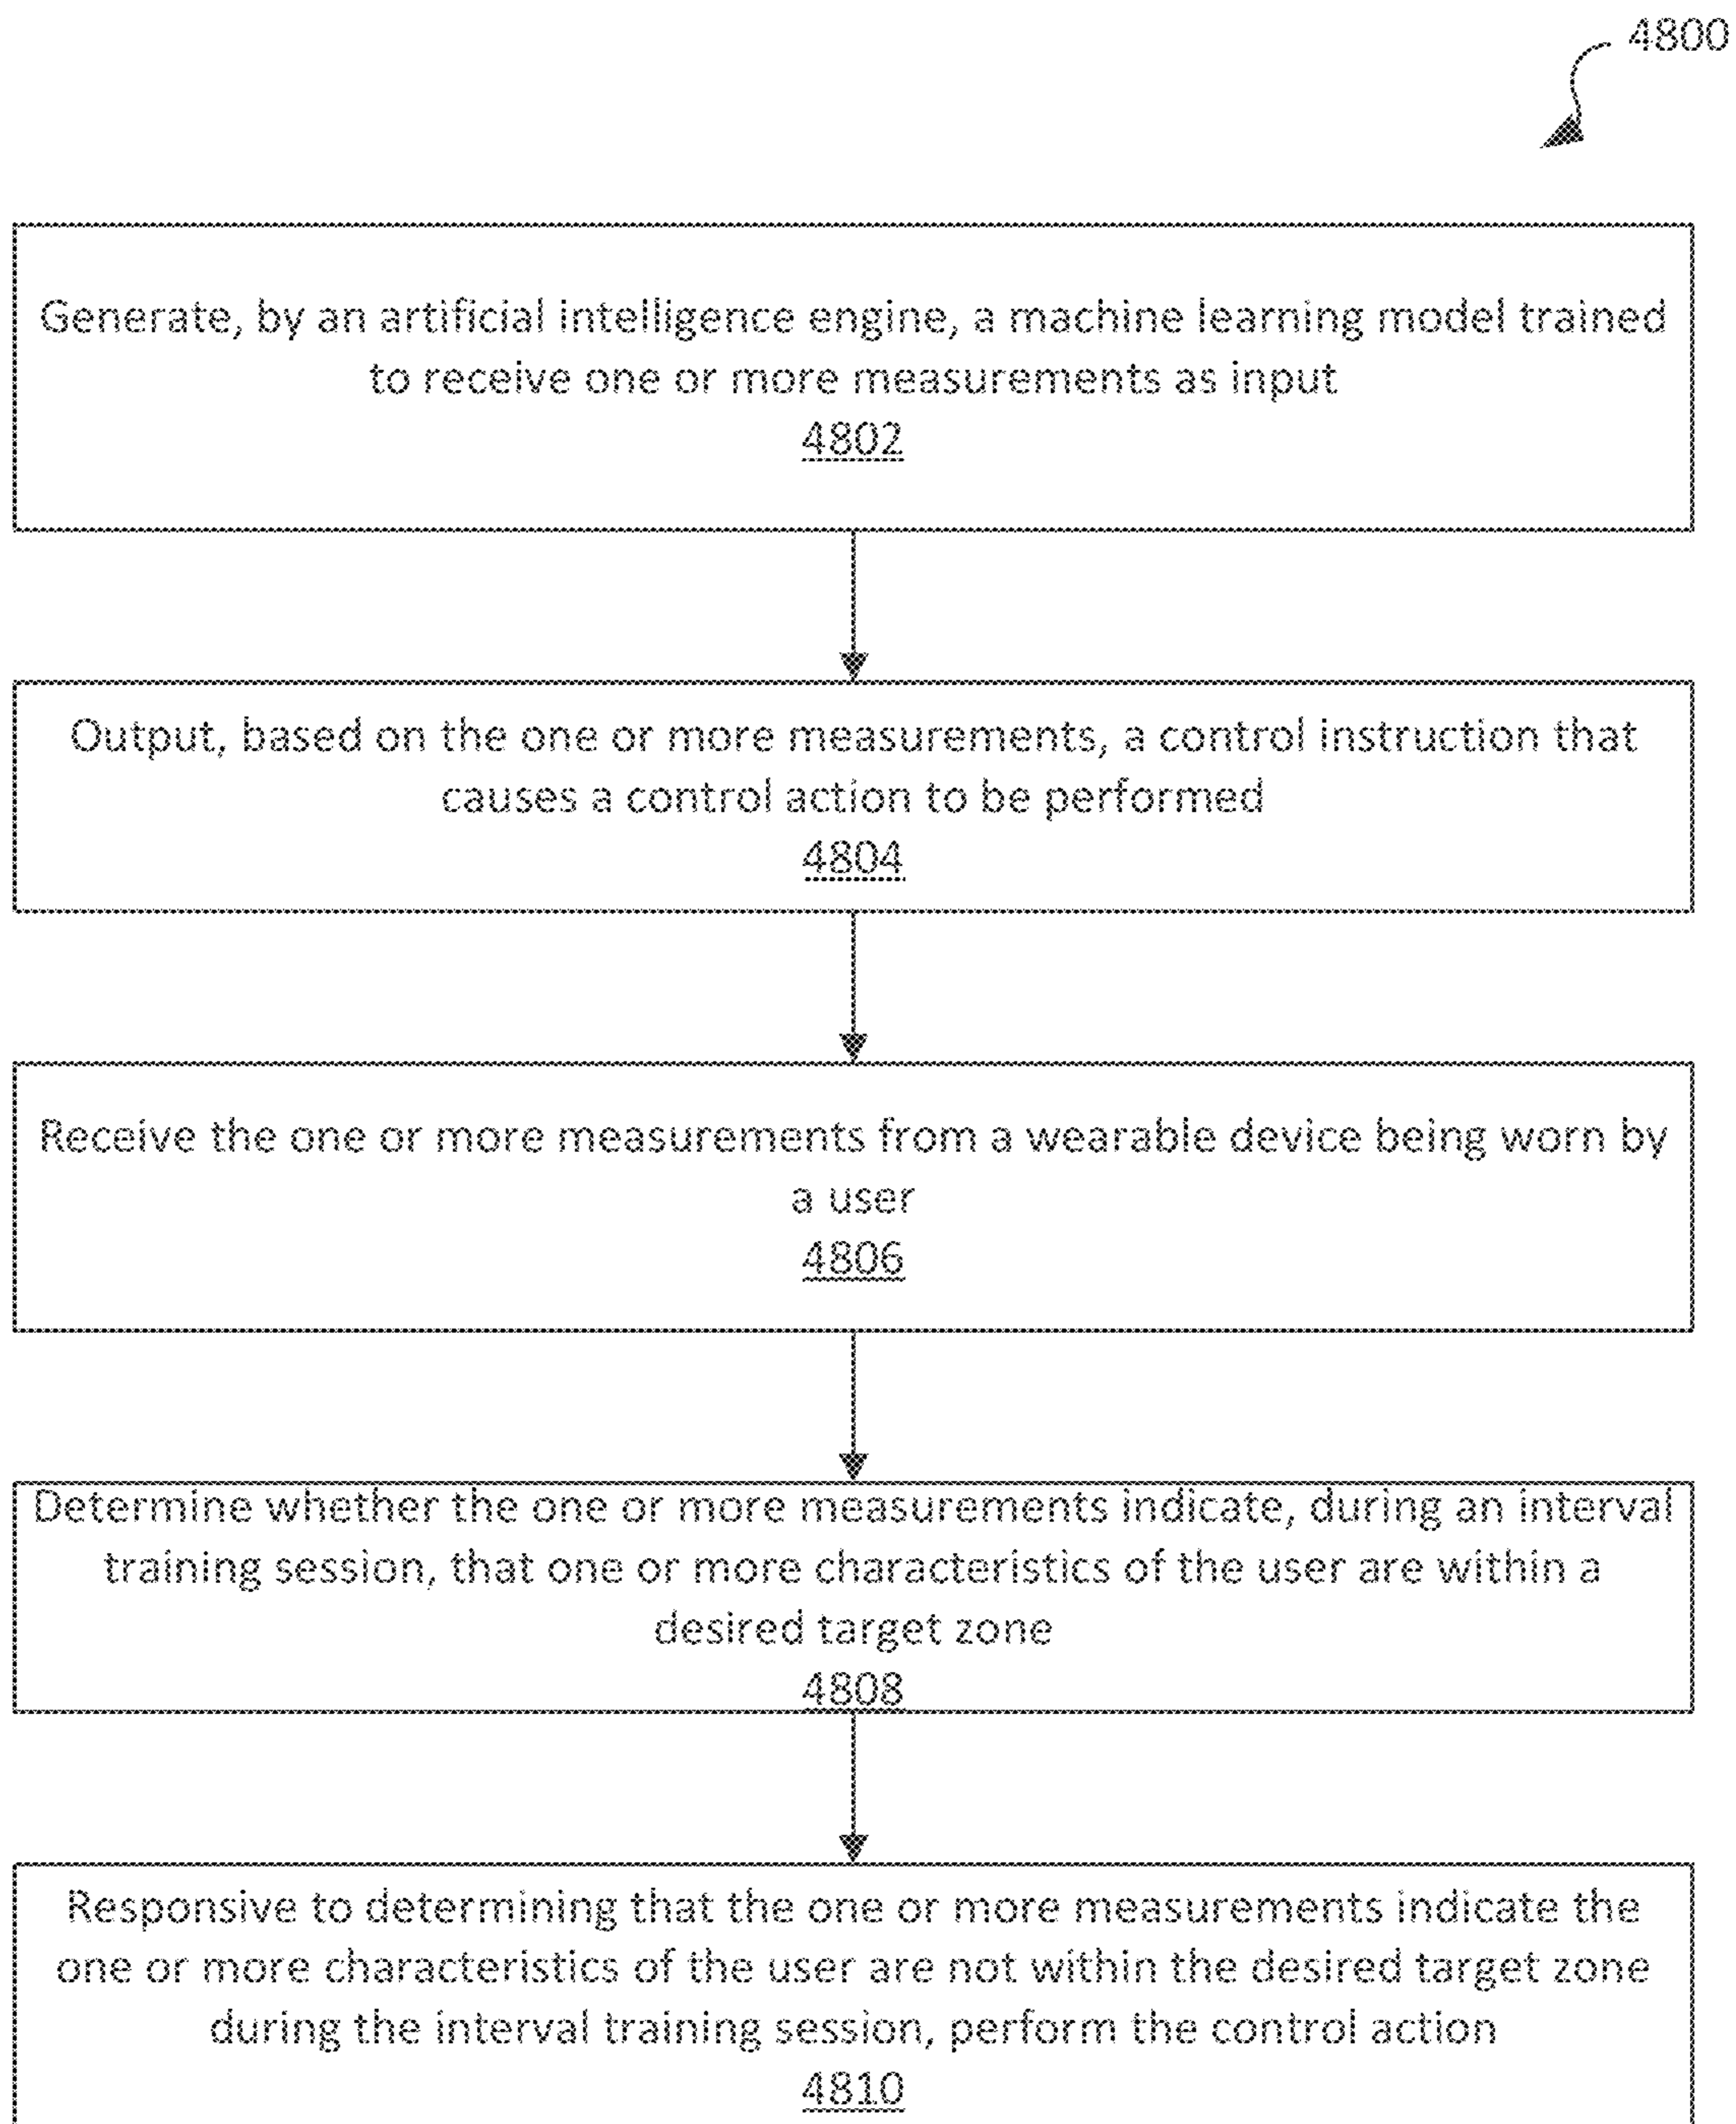 4800
Generate, by an artificial intelligence engine, a machine learning model trained
to receive one or more measurements as input
4802
Output, based on the one or more measurements, a control instruction that
causes a control action to be performed
4804
Receive the one or more measurements from a wearable device being worn by
a user
4806
Determine whether the one or more measurements indicate, during an interval
training session, that one or more characteristics of the user are within a
desired target zone
4808
Responsive to determining that the one or more measurements indicate the
one or more characteristics of the user are not within the desired target zone
during the interval training session, perform the control action
4810